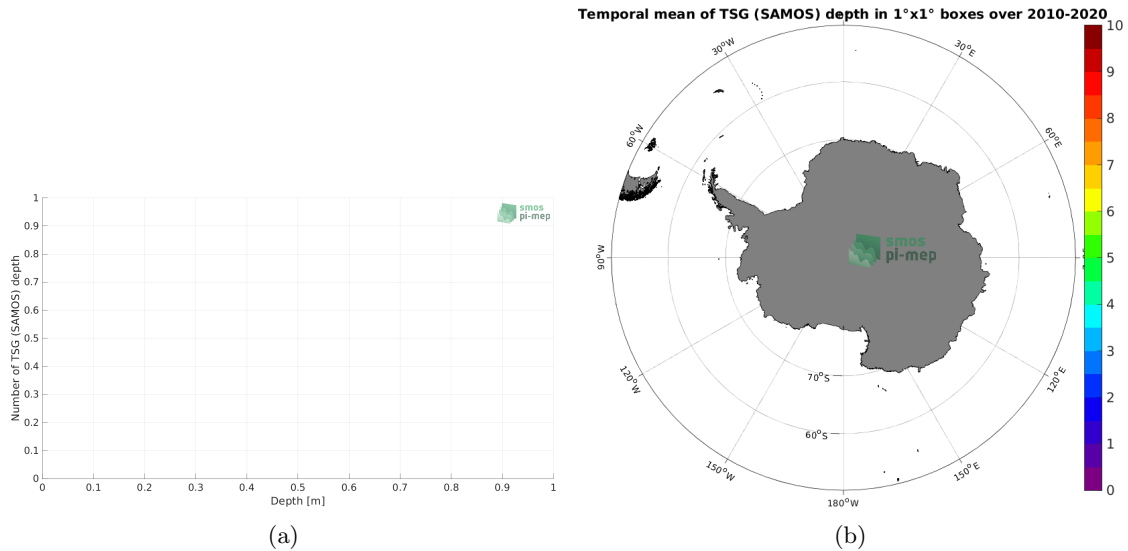 Temporal mean of TSG (SAMOS) depth in 1°x1° boxes over 2010-2020
smos
pi-mep
Number of TSG (SAMOS) depth
1
0.9
0.8
0.7
0.6
0.5
0.4
0.3
0.2
0.1
0
0 0.1 0.2 0.3 0.4 0.5 0.6 0.7 0.8 0.9 1
Depth [m]
(a)
30°W
30°E
60°W
60°E
90°W
smos
pi-mep
120°W
120°E
70°S
60°S
150°W
150°E
180°W
10
9
8
7
6
5
4
3
2
1
0
(b)